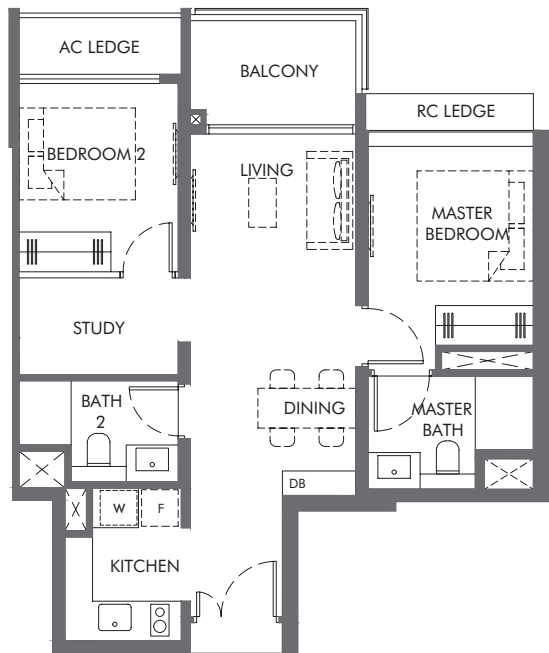 AC LEDGE
BALCONY
RC LEDGE
BEDROOM 2
LIVING
MASTER
BEDROOM
STUDY
BATH
2
DINING
MASTER
BATH
DB
W
F
KITCHEN